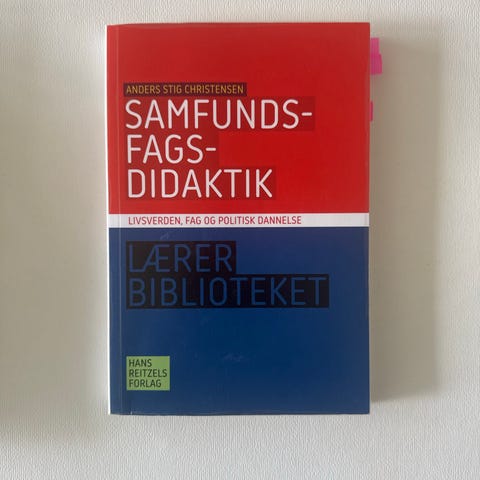 ANDERS STIG CHRISTENSEN
SAMFUNDS-
FAGS-
DIDAKTIK
LIVSVERDEN, FAG OG POLITISK DANNELSE
LÆRER
BIBLIOTEKET
HANS
REITZELS
FORLAG